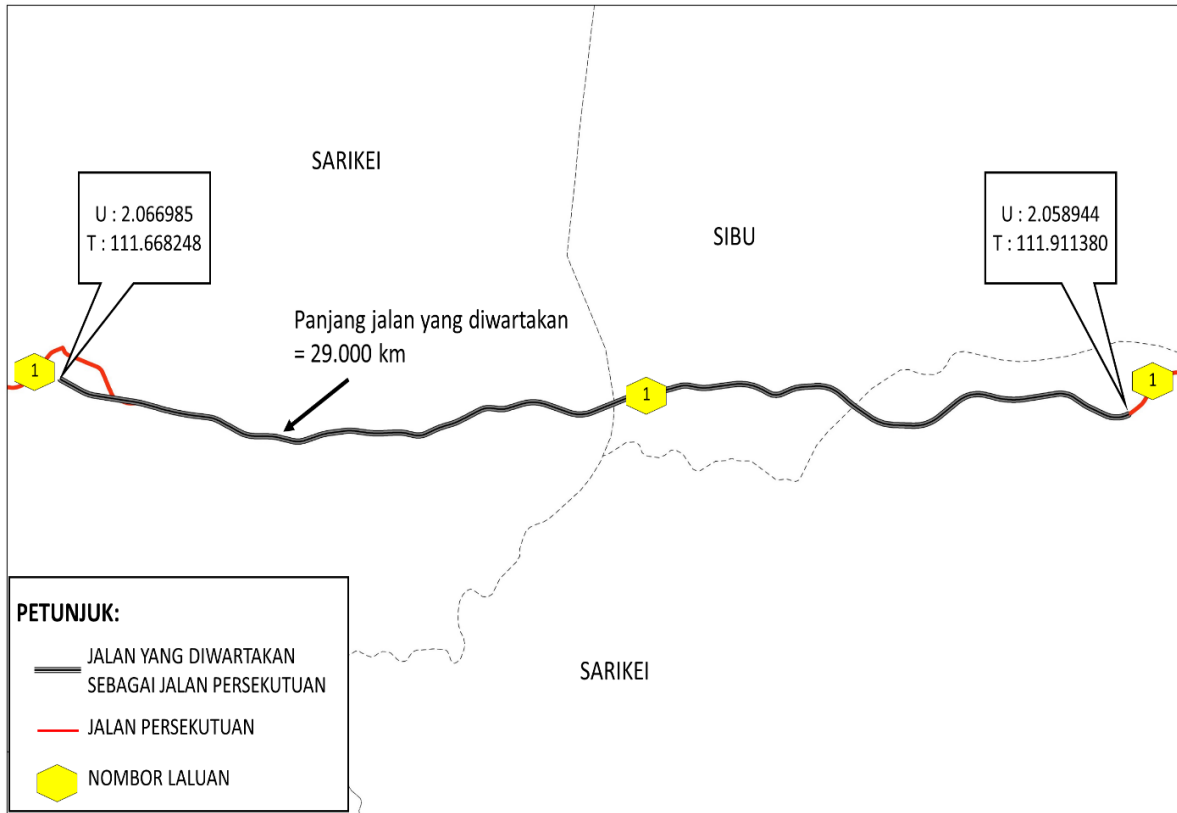 SARIKEI
U : 2.066985
T : 111.668248
SIBU
U : 2.058944
T : 111.911380
Panjang jalan yang diwartakan
= 29.000 km
1
1
1
SARIKEI
PETUNJUK:
JALAN YANG DIWARTAKAN
SEBAGAI JALAN PERSEKUTUAN
JALAN PERSEKUTUAN
NOMBOR LALUAN